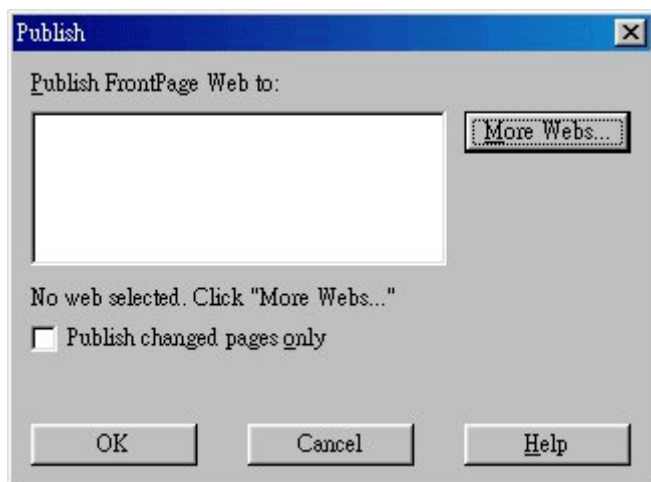 Publish
Publish FrontPage Web to:
More Webs...
No web selected. Click "More Webs..."
Publish changed pages only
OK Cancel Help